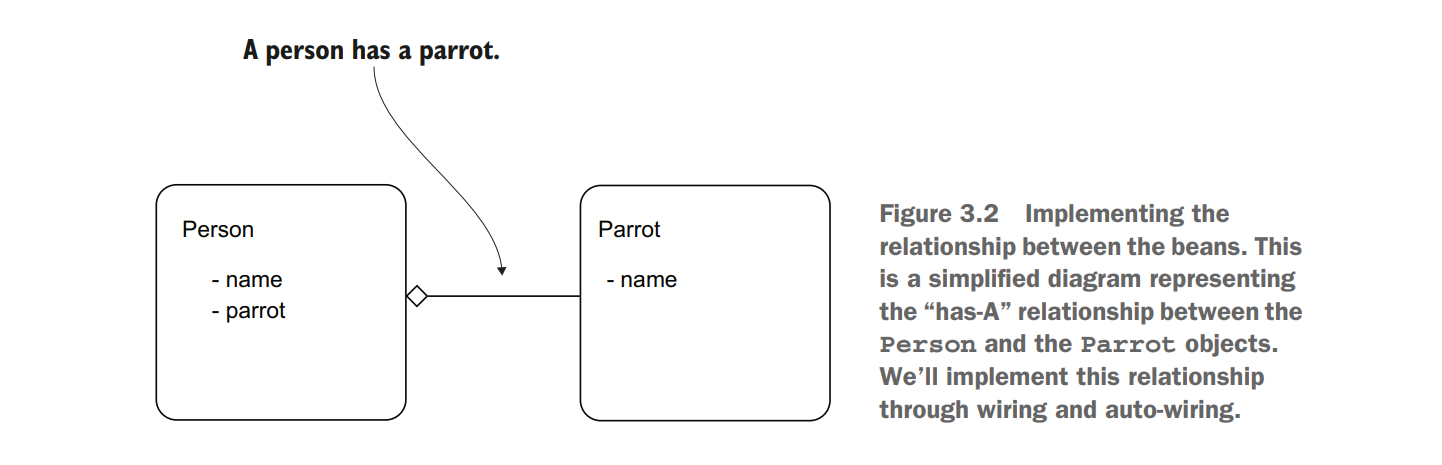 A person has a parrot.
Person
- name
- parrot
Parrot
- name
Figure 3.2 Implementing the
relationship between the beans. This
is a simplified diagram representing
the “has-A” relationship between the
Person and the Parrot objects.
We’ll implement this relationship
through wiring and auto-wiring.